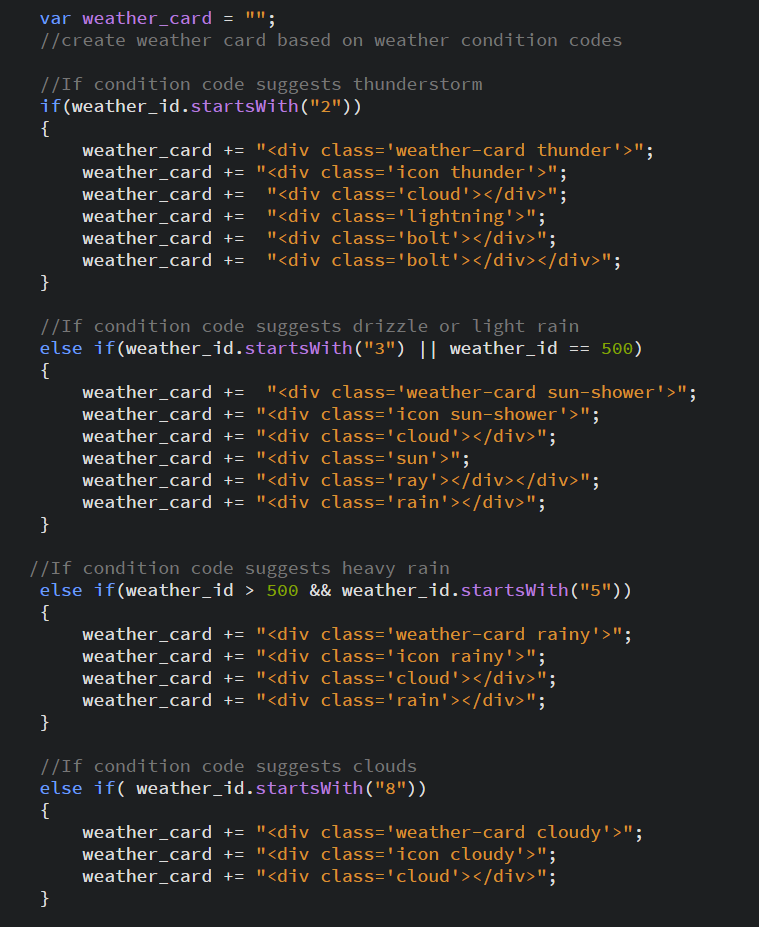 var weather_card = "";
//create weather card based on weather condition codes

//If condition code suggests thunderstorm
if(weather_id.startsWith("2"))
{
    weather_card += "<div class='weather-card thunder'>";
    weather_card += "<div class='icon thunder'>";
    weather_card +=  "<div class='cloud'></div>";
    weather_card +=  "<div class='lightning'>";
    weather_card +=  "<div class='bolt'></div>";
    weather_card +=  "<div class='bolt'></div></div>";
}

//If condition code suggests drizzle or light rain
else if(weather_id.startsWith("3") || weather_id == 500)
{
    weather_card +=  "<div class='weather-card sun-shower'>";
    weather_card += "<div class='icon sun-shower'>";
    weather_card += "<div class='cloud'></div>";
    weather_card += "<div class='sun'>";
    weather_card += "<div class='ray'></div></div>";
    weather_card += "<div class='rain'></div>";
}

//If condition code suggests heavy rain
else if(weather_id > 500 && weather_id.startsWith("5"))
{
    weather_card += "<div class='weather-card rainy'>";
    weather_card += "<div class='icon rainy'>";
    weather_card += "<div class='cloud'></div>";
    weather_card += "<div class='rain'></div>";
}

//If condition code suggests clouds
else if( weather_id.startsWith("8"))
{
    weather_card += "<div class='weather-card cloudy'>";
    weather_card += "<div class='icon cloudy'>";
    weather_card += "<div class='cloud'></div>";
}